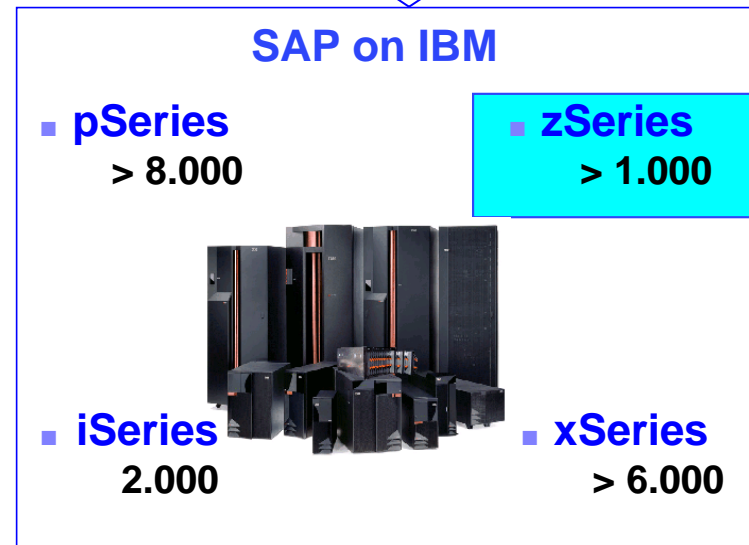 SAP on IBM
pSeries
> 8.000
zSeries
> 1.000
iSeries
2.000
xSeries
> 6.000